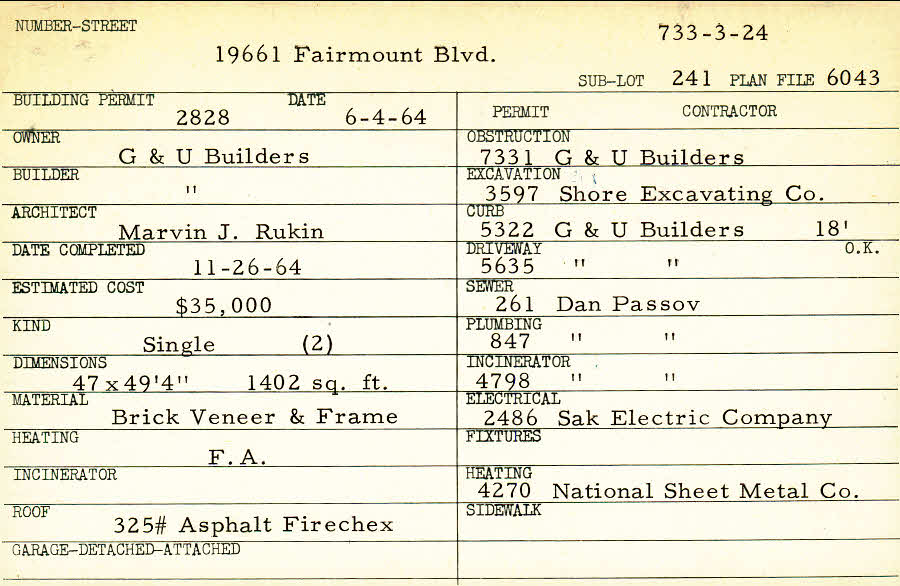 NUMBER-STREET 733-3-24
19661 Fairmount Blvd.
SUB-LOT 241 PLAN FILE 6043
BUILDING PERMIT DATE
2828 6-4-64
OWNER
G & U Builders
BUILDER
"
ARCHITECT
Marvin J. Rukin
DATE COMPLETED
11-26-64
ESTIMATED COST
$35,000
KIND
Single (2)
DIMENSIONS
47 x 49'4" 1402 sq. ft.
MATERIAL
Brick Veneer & Frame
HEATING
F.A.
INCINERATOR
ROOF
325# Asphalt Firechex
GARAGE-DETACHED-ATTACHED
PERMIT CONTRACTOR
OBSTRUCTION
7331 G & U Builders
EXCAVATION
3597 Shore Excavating Co.
CURB
5322 G & U Builders 18'
DRIVEWAY O.K.
5635 " "
SEWER
261 Dan Passov
PLUMBING
847 " "
INCINERATOR
4798 " "
ELECTRICAL
2486 Sak Electric Company
FIXTURES
HEATING
4270 National Sheet Metal Co.
SIDEWALK